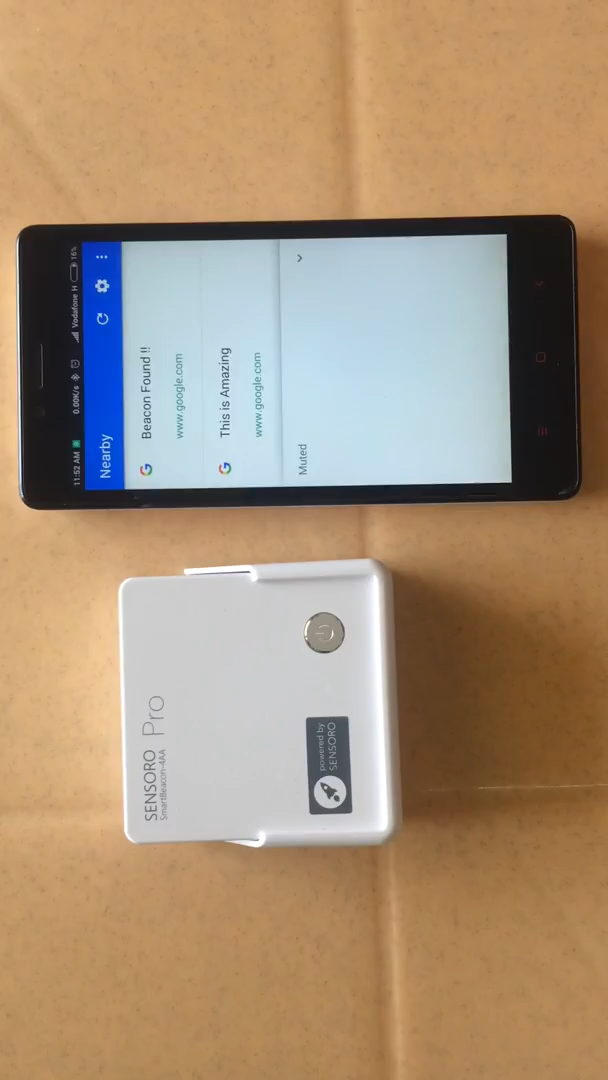 11:52 AM
0.00K/s
Vodafone H
16%
Nearby
Beacon Found !!
www.google.com
This is Amazing
www.google.com
Muted
SENSORO Pro
SmartBeacon-4AA
powered by
SENSORO